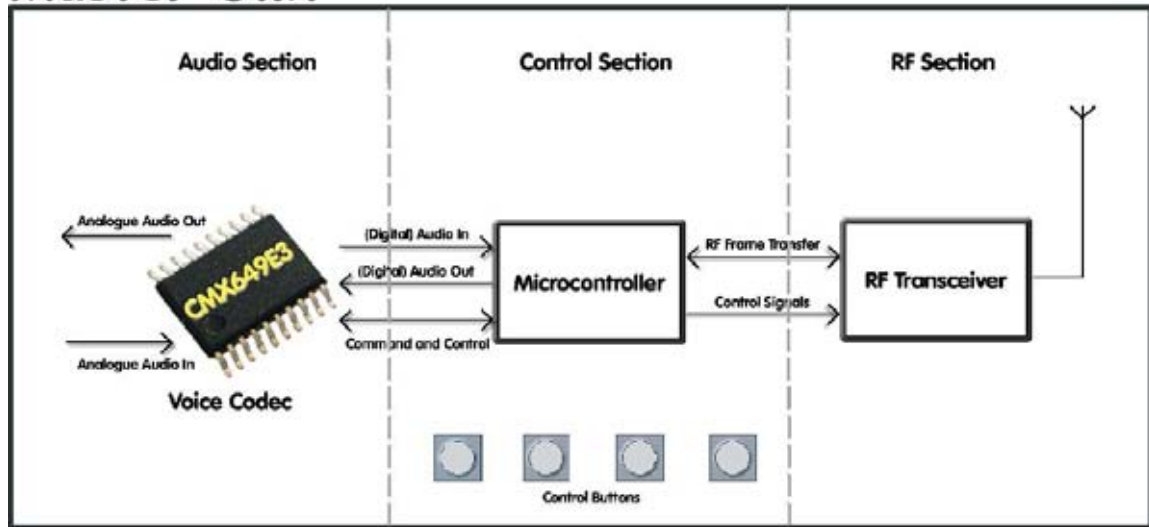 Audio Section
Control Section
RF Section
Analogue Audio Out
(Digital) Audio In
RF Frame Transfer
CMX649E3
(Digital) Audio Out
Microcontroller
RF Transceiver
Control Signals
Command and Control
Analogue Audio In
Voice Codec
Control Buttons